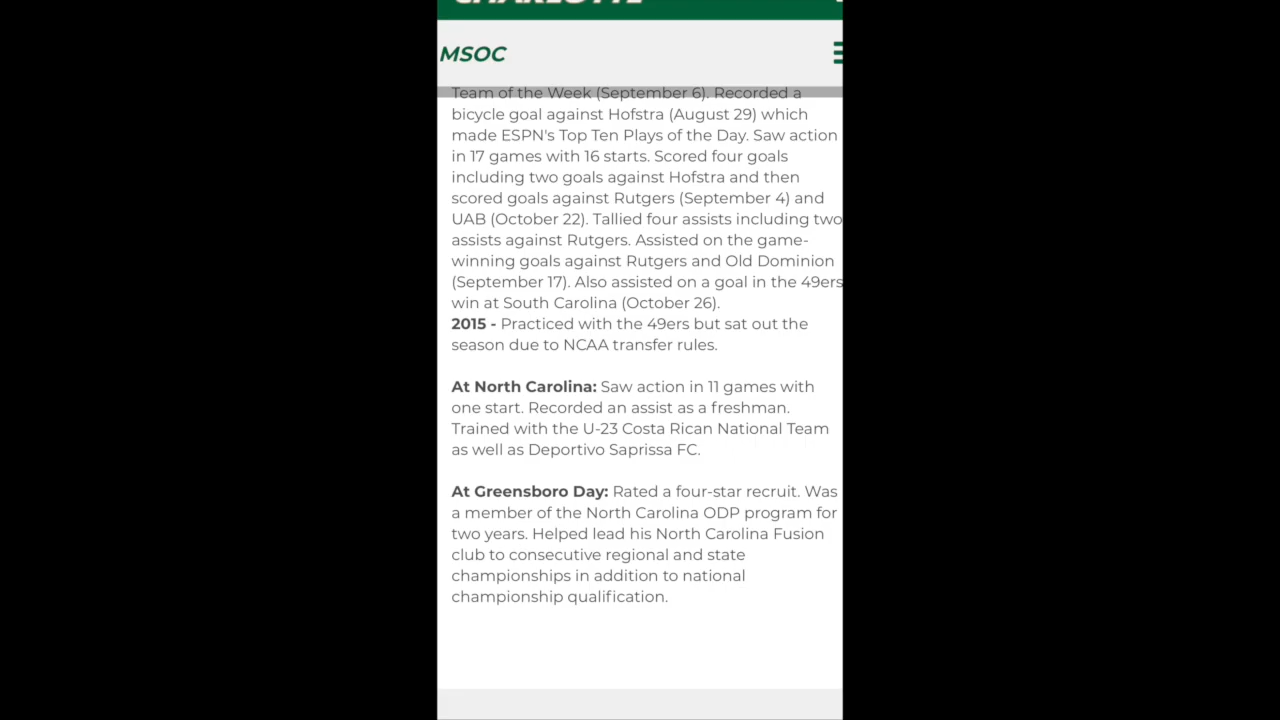 CHARLOTTE
MSOC
Team of the Week (September 6). Recorded a
bicycle goal against Hofstra (August 29) which
made ESPN's Top Ten Plays of the Day. Saw action
in 17 games with 16 starts. Scored four goals
including two goals against Hofstra and then
scored goals against Rutgers (September 4) and
UAB (October 22). Tallied four assists including two
assists against Rutgers. Assisted on the game-
winning goals against Rutgers and Old Dominion
(September 17). Also assisted on a goal in the 49ers
win at South Carolina (October 26).
2015 - Practiced with the 49ers but sat out the
season due to NCAA transfer rules.
At North Carolina: Saw action in 11 games with
one start. Recorded an assist as a freshman.
Trained with the U-23 Costa Rican National Team
as well as Deportivo Saprissa FC.
At Greensboro Day: Rated a four-star recruit. Was
a member of the North Carolina ODP program for
two years. Helped lead his North Carolina Fusion
club to consecutive regional and state
championships in addition to national
championship qualification.